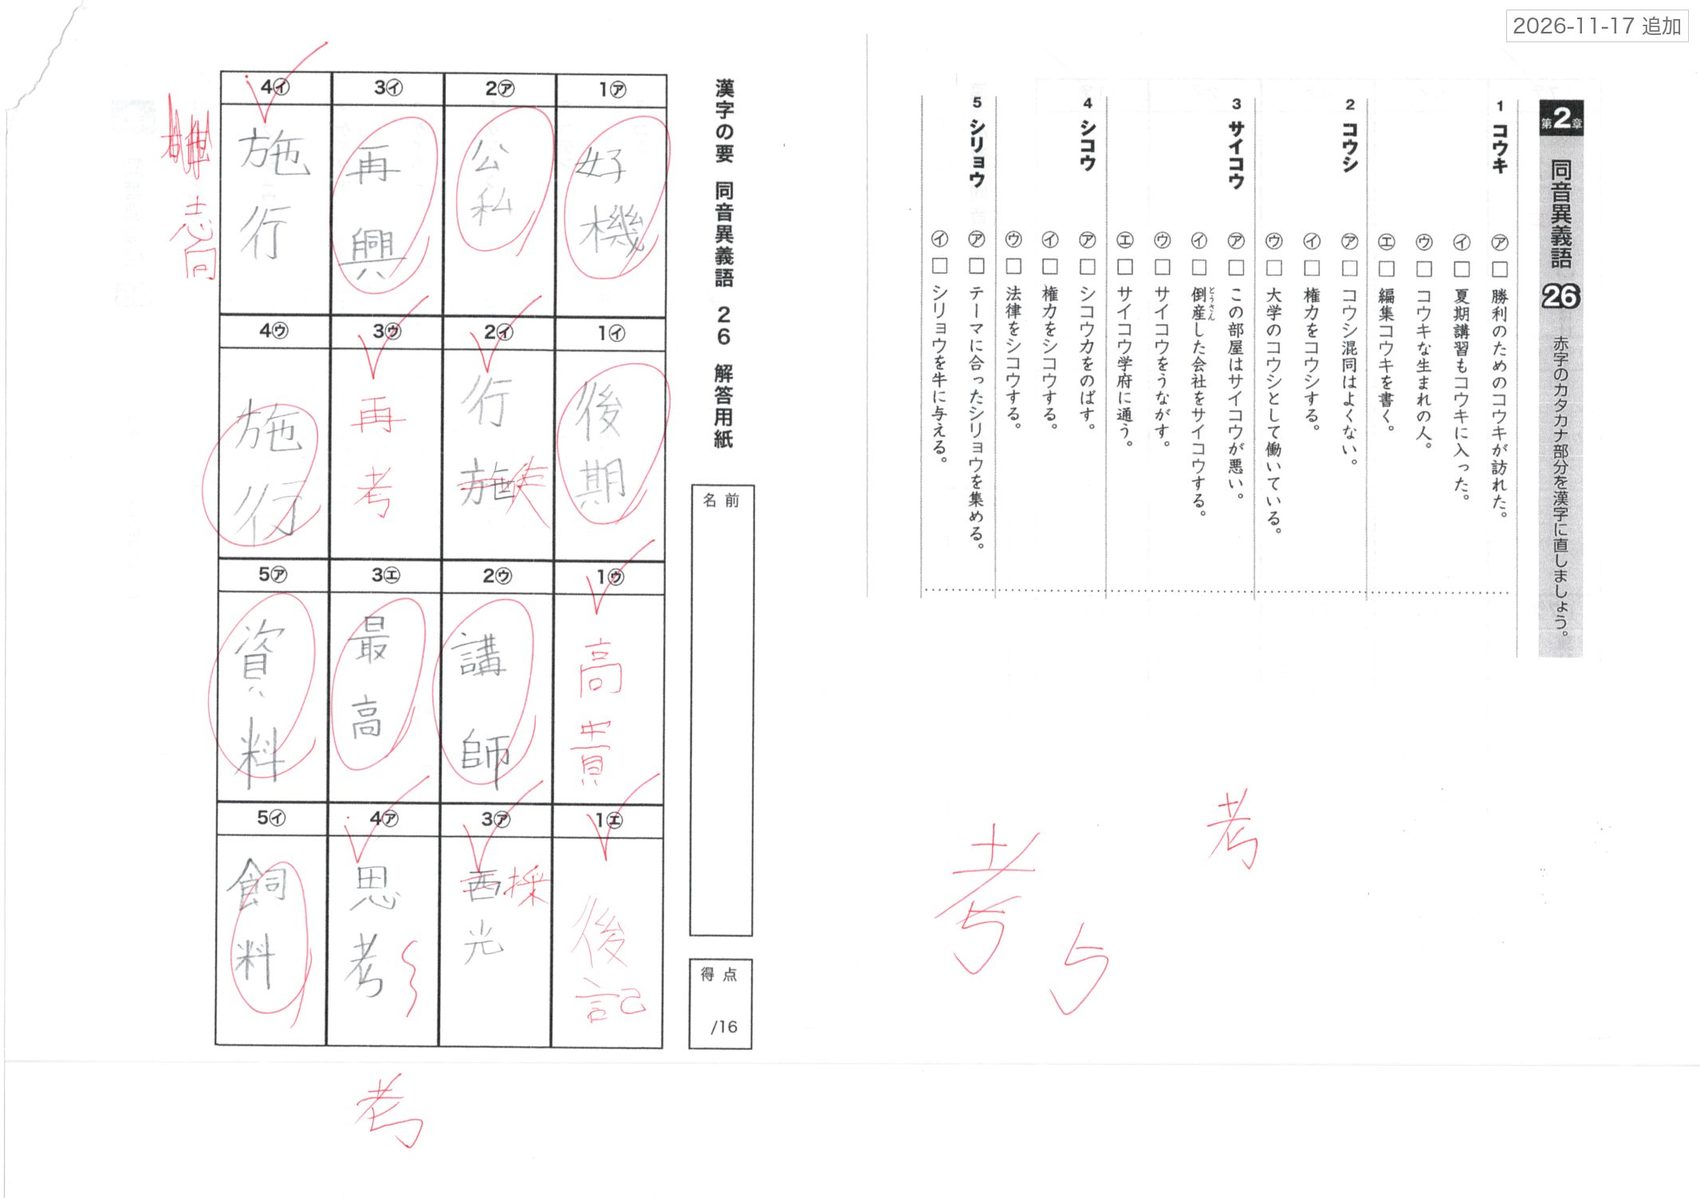 2026-11-17 追加
第2章 同音異義語 26 赤字のカタカナ部分を漢字に直しましょう。
1 コウキ
ア 勝利のためのコウキが訪れた。
イ 夏期講習もコウキに入った。
ウ コウキな生まれの人。
エ 編集コウキを書く。
2 コウシ
ア コウシ混同はよくない。
イ 権力をコウシする。
ウ 大学のコウシとして働いている。
3 サイコウ
ア この部屋はサイコウが悪い。
イ 倒産した会社をサイコウする。
とうさん
ウ サイコウをうながす。
エ サイコウ学府に通う。
4 シコウ
ア シコウ力をのばす。
イ 権力をシコウする。
ウ 法律をシコウする。
5 シリョウ
ア テーマに合ったシリョウを集める。
イ シリョウを牛に与える。
漢字の要 同音異義語 26 解答用紙
名前
得点
/16
1ア
好機
1イ
後期
1ウ
高貴
1エ
後記
2ア
公私
2イ
行施
使
2ウ
講師
3ア
西光
採
3イ
再興
3ウ
再考
3エ
最高
4ア
思考
4イ
施行
志向
4ウ
施行
5ア
資料
5イ
飼料
考
考
考